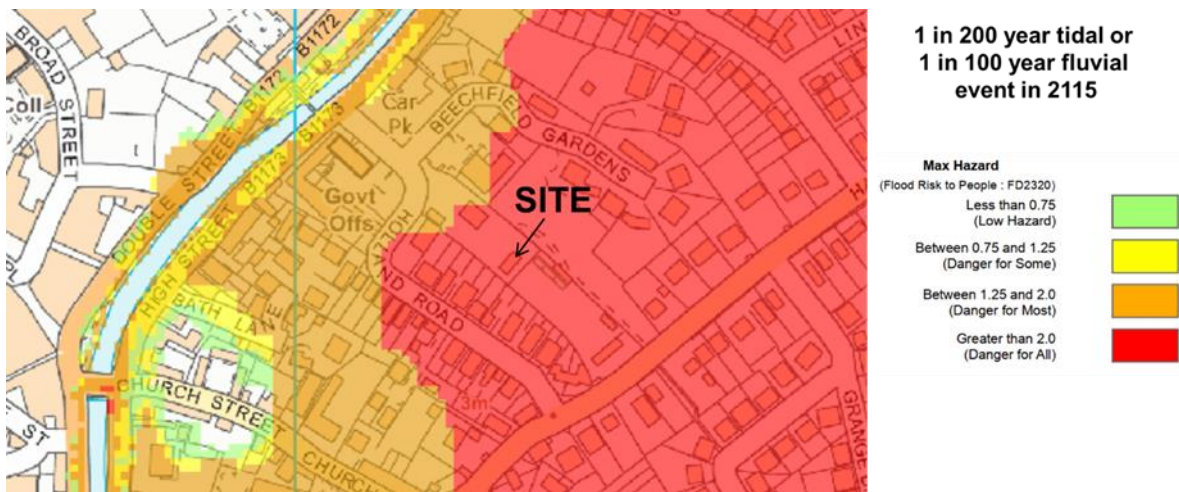 BROAD STREET
Coll
DOUBLE STREET
B1172
B1172
HIGH STREET
B1173
B1173
Car
Pk
BEECHFIELD GARDENS
Govt
Offs
SITE
BATH LANE
HOLLAND ROAD
CHURCH STREET
CHURCH
ST
3m
1 in 200 year tidal or
1 in 100 year fluvial
event in 2115
Max Hazard
(Flood Risk to People : FD2320)
Less than 0.75
(Low Hazard)
Between 0.75 and 1.25
(Danger for Some)
Between 1.25 and 2.0
(Danger for Most)
Greater than 2.0
(Danger for All)